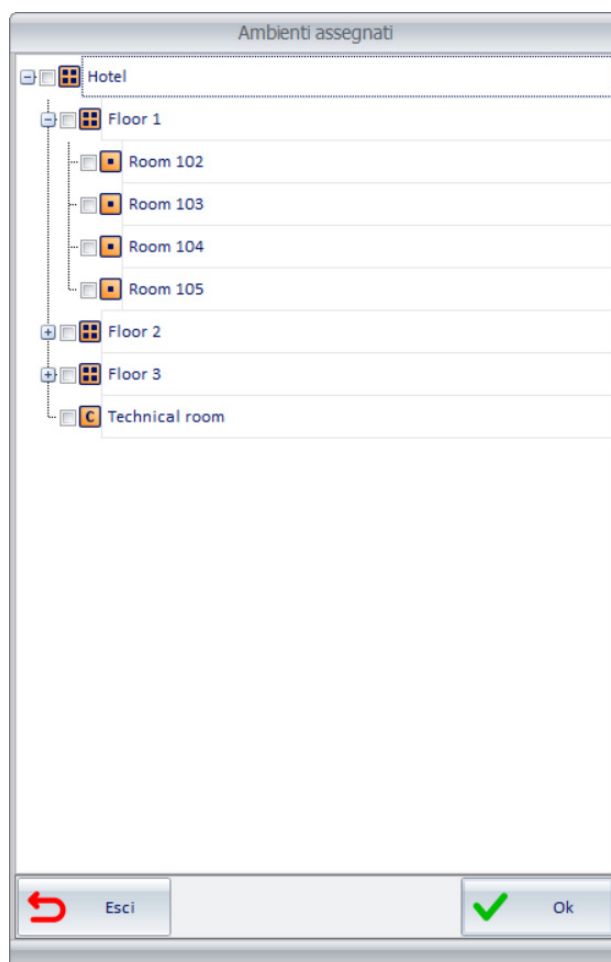 Ambienti assegnati
Hotel
Floor 1
Room 102
Room 103
Room 104
Room 105
Floor 2
Floor 3
C Technical room
Esci Ok